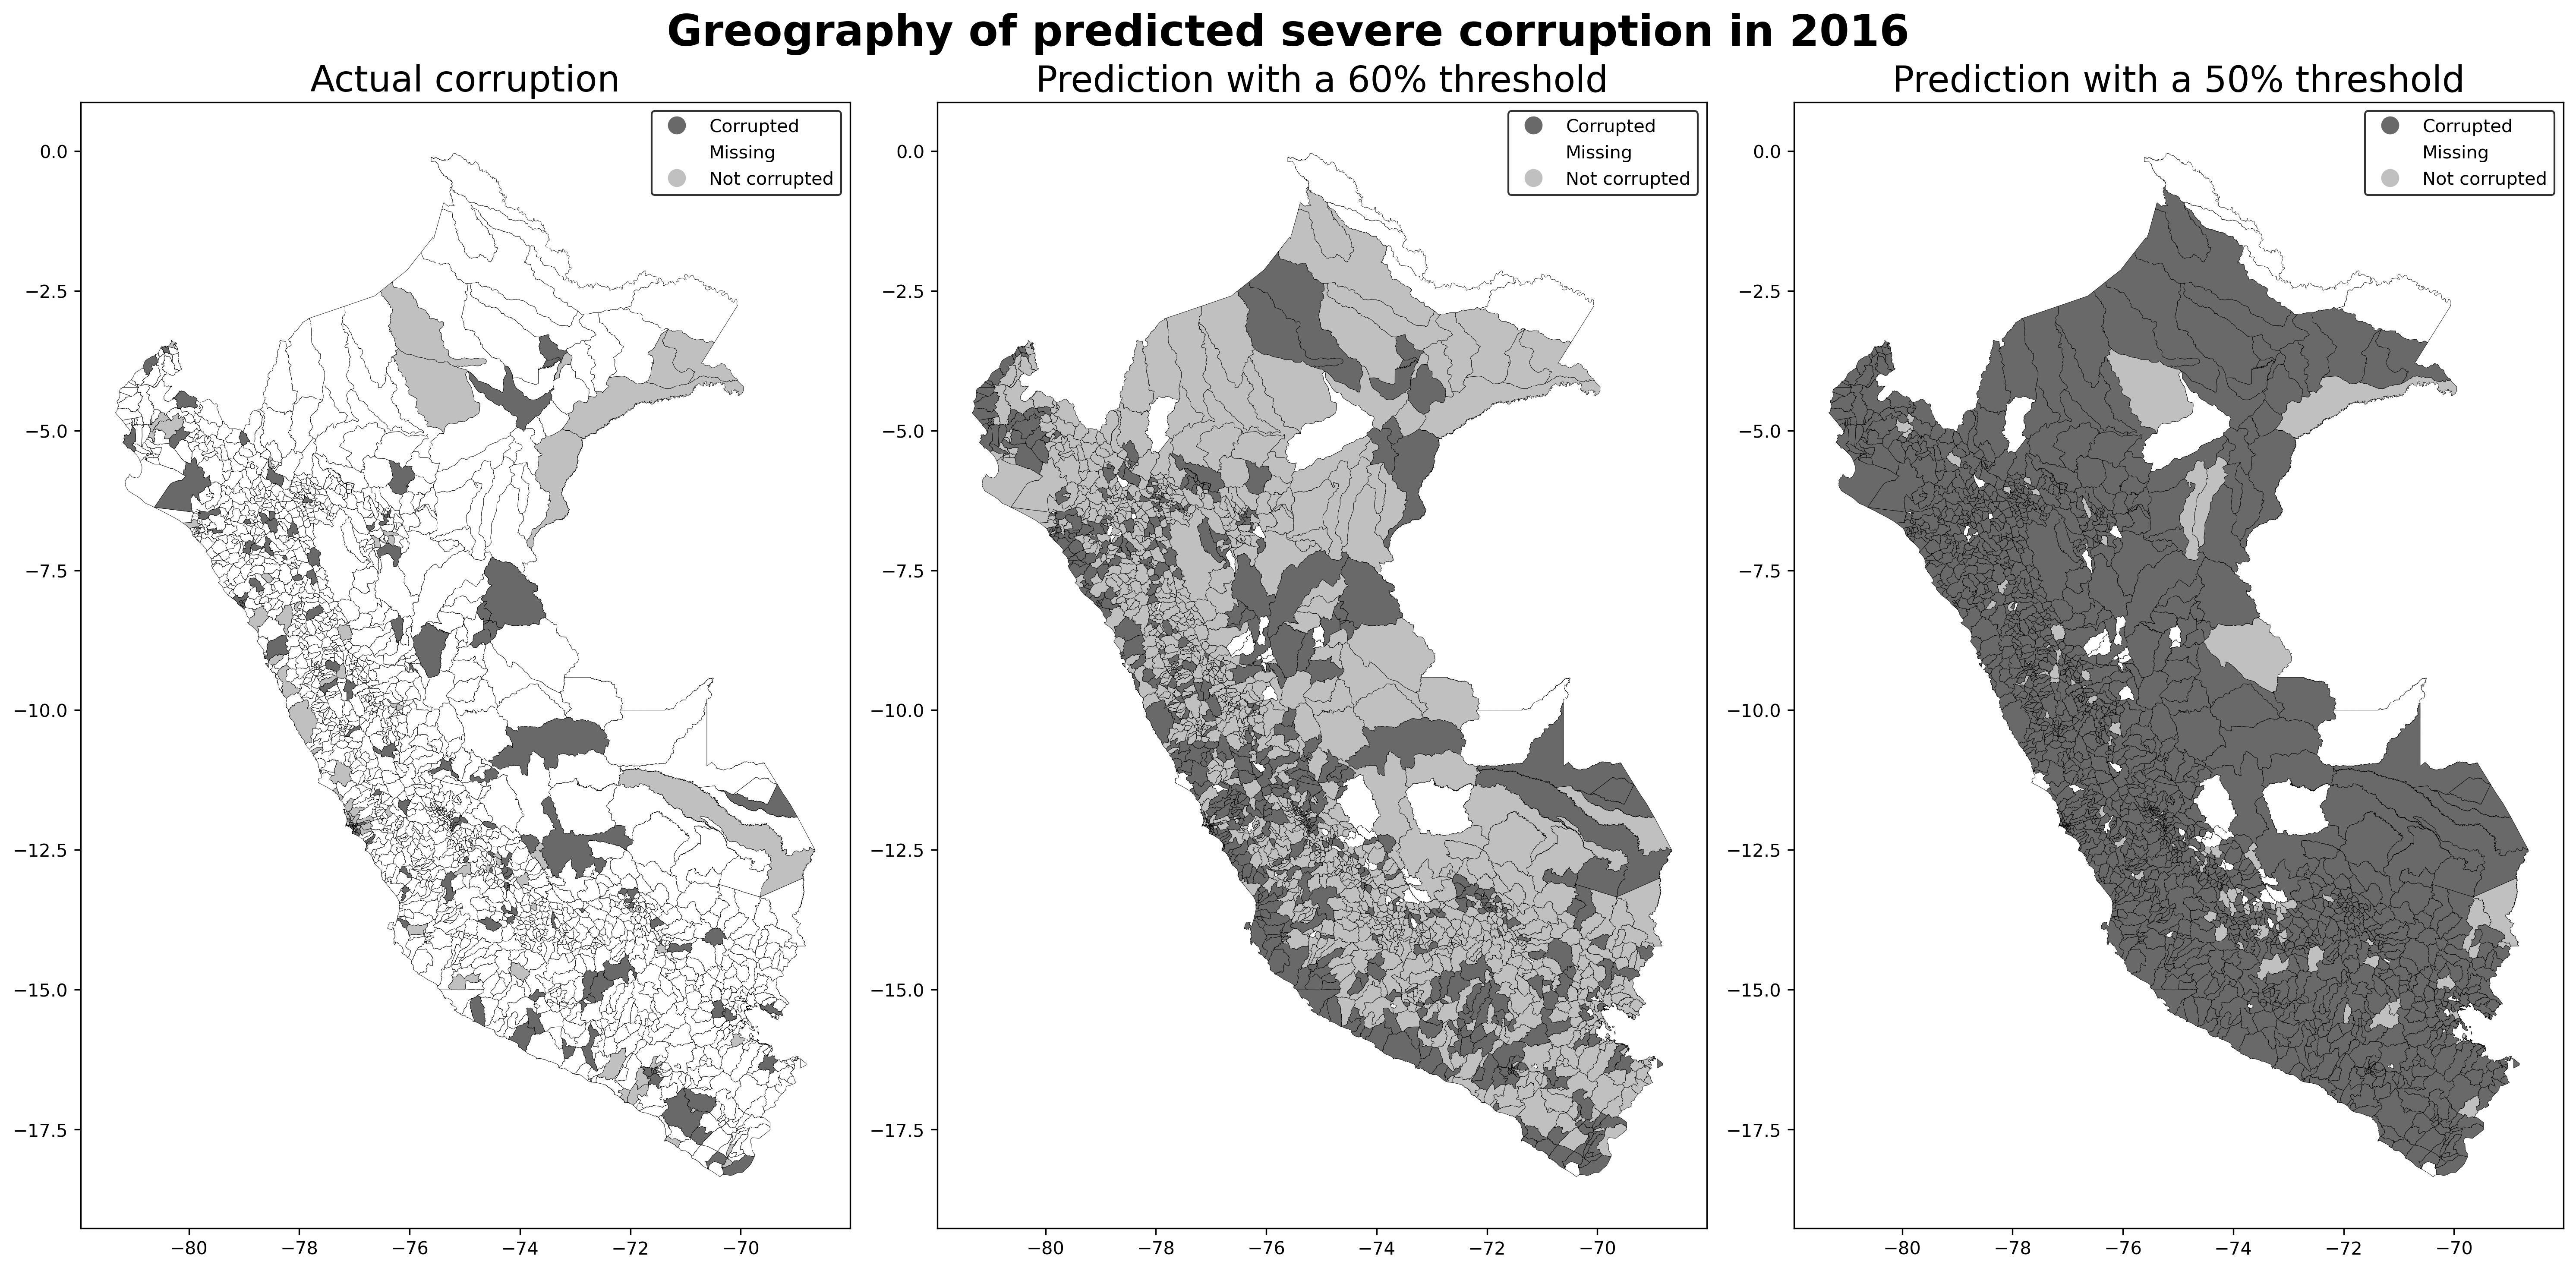 Greography of predicted severe corruption in 2016
Actual corruption
Corrupted
Missing
Not corrupted
0.0
−2.5
−5.0
−7.5
−10.0
−12.5
−15.0
−17.5
−80 −78 −76 −74 −72 −70
Prediction with a 60% threshold
Corrupted
Missing
Not corrupted
0.0
−2.5
−5.0
−7.5
−10.0
−12.5
−15.0
−17.5
−80 −78 −76 −74 −72 −70
Prediction with a 50% threshold
Corrupted
Missing
Not corrupted
0.0
−2.5
−5.0
−7.5
−10.0
−12.5
−15.0
−17.5
−80 −78 −76 −74 −72 −70